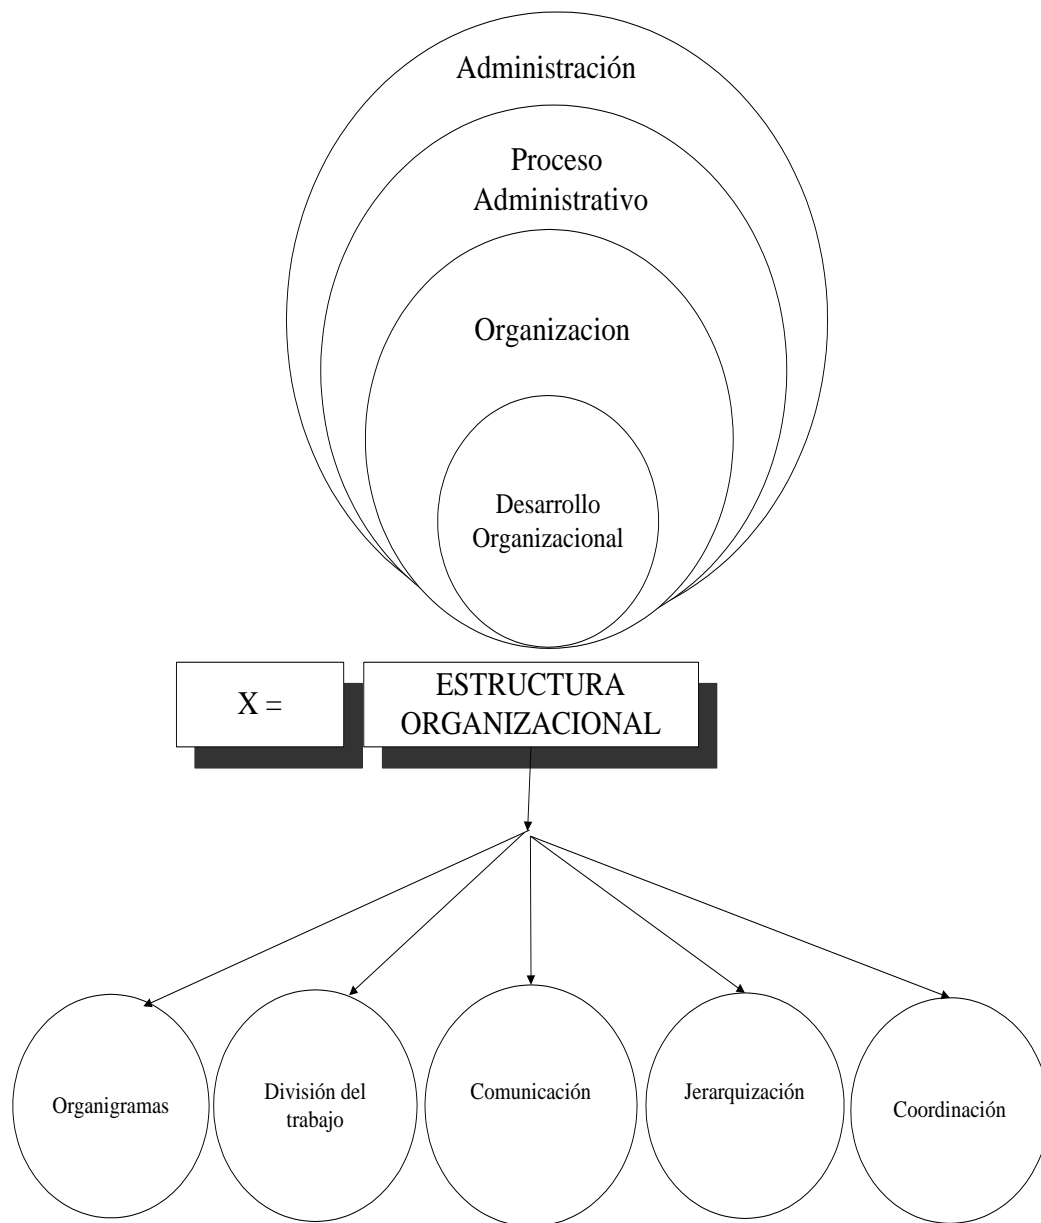 Administración
Proceso
Administrativo
Organizacion
Desarrollo
Organizacional
X =
ESTRUCTURA
ORGANIZACIONAL
Organigramas
División del
trabajo
Comunicación
Jerarquización
Coordinación